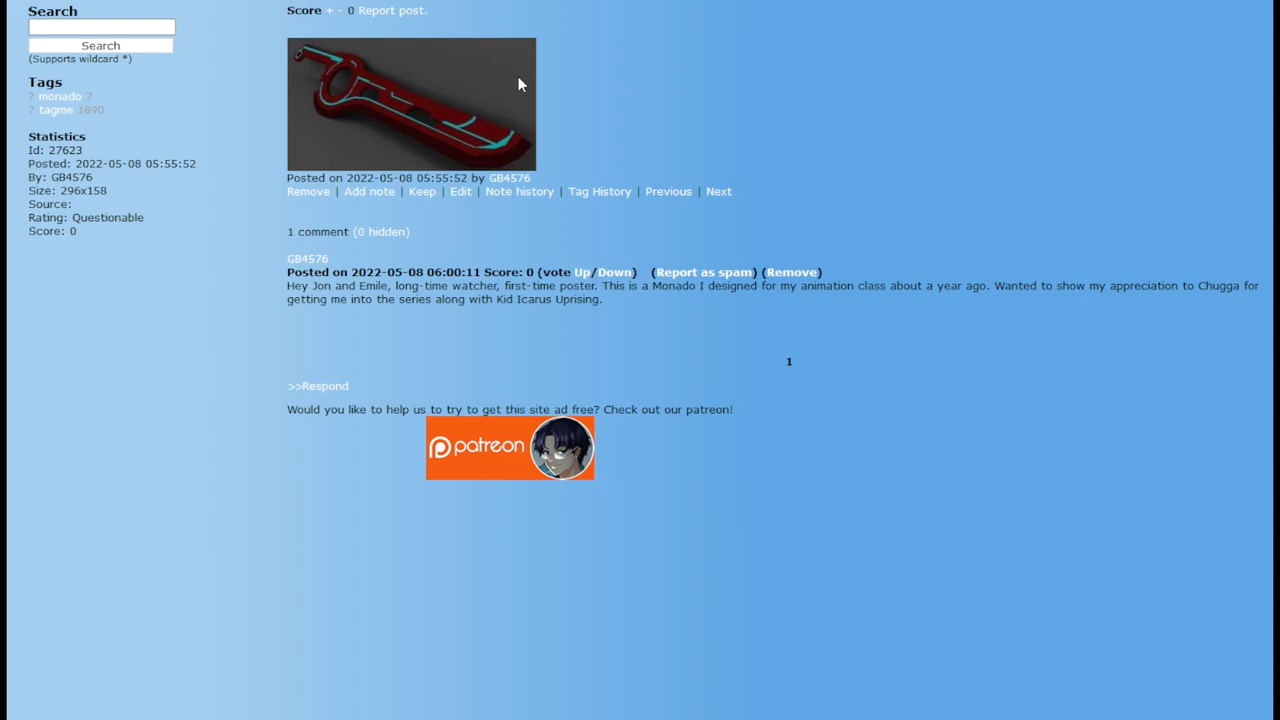 Search
Search
(Supports wildcard *)
Tags
? monado 7
? tagme 1890
Statistics
Id: 27623
Posted: 2022-05-08 05:55:52
By: GB4576
Size: 296x158
Source:
Rating: Questionable
Score: 0
Score + - 0 Report post.
Posted on 2022-05-08 05:55:52 by GB4576
Remove | Add note | Keep | Edit | Note history | Tag History | Previous | Next
1 comment (0 hidden)
GB4576
Posted on 2022-05-08 06:00:11 Score: 0 (vote Up/Down) (Report as spam) (Remove)
Hey Jon and Emile, long-time watcher, first-time poster. This is a Monado I designed for my animation class about a year ago. Wanted to show my appreciation to Chugga for
getting me into the series along with Kid Icarus Uprising.
1
>>Respond
Would you like to help us to try to get this site ad free? Check out our patreon!
patreon